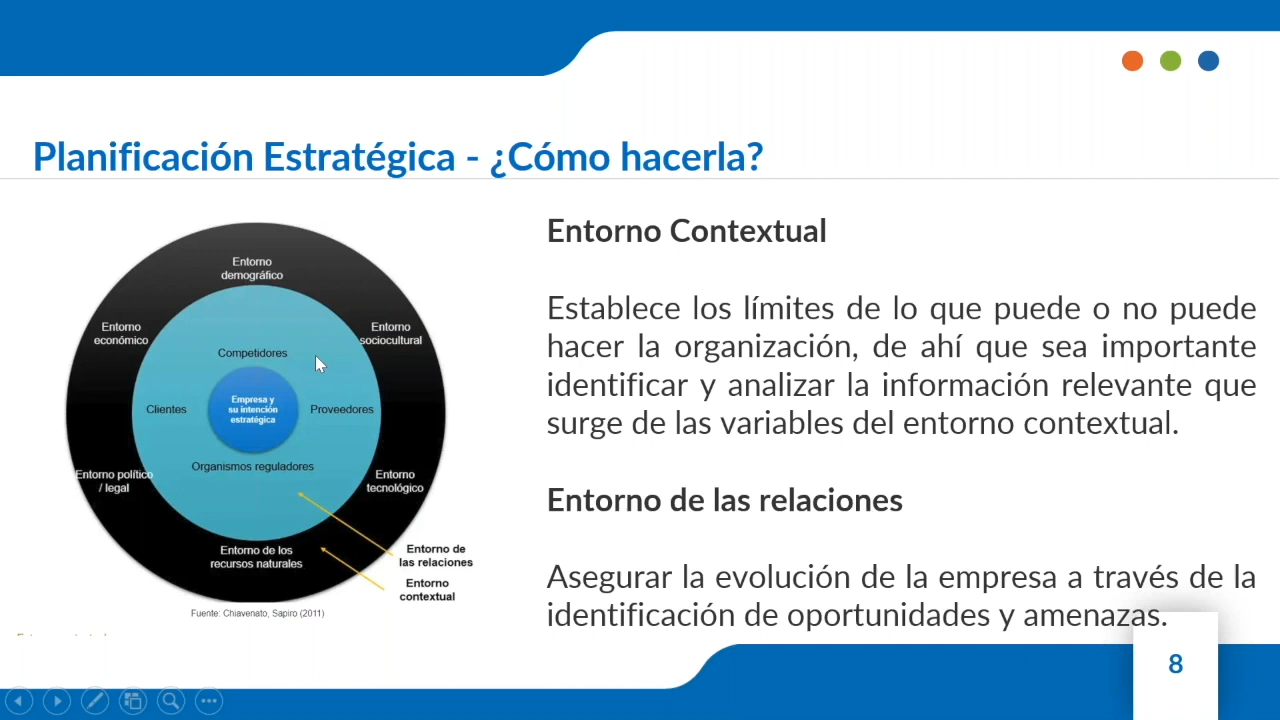 Planificación Estratégica - ¿Cómo hacerla?
Entorno
demográfico
Entorno
económico
Entorno
sociocultural
Competidores
Clientes
Empresa y
su intención
estratégica
Proveedores
Organismos reguladores
Entorno político
/ legal
Entorno
tecnológico
Entorno de los
recursos naturales
Entorno de
las relaciones
Entorno
contextual
Fuente: Chiavenato, Sapiro (2011)
Entorno Contextual
Establece los límites de lo que puede o no puede
hacer la organización, de ahí que sea importante
identificar y analizar la información relevante que
surge de las variables del entorno contextual.
Entorno de las relaciones
Asegurar la evolución de la empresa a través de la
identificación de oportunidades y amenazas.
8